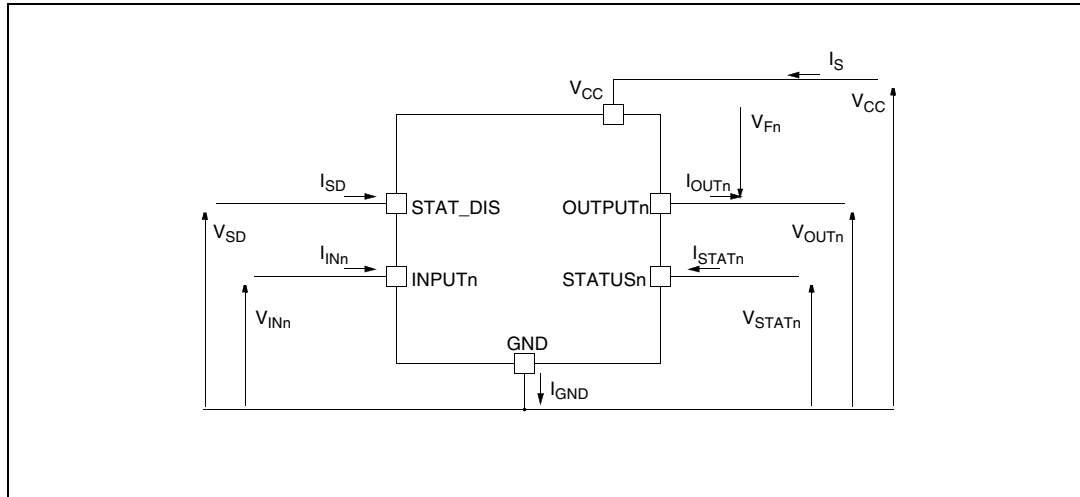 I_S
V_CC
V_CC
V_Fn
I_SD
I_OUTn
STAT_DIS
OUTPUTn
V_SD
V_OUTn
I_INn
I_STATn
INPUTn
STATUSn
V_INn
V_STATn
GND
I_GND